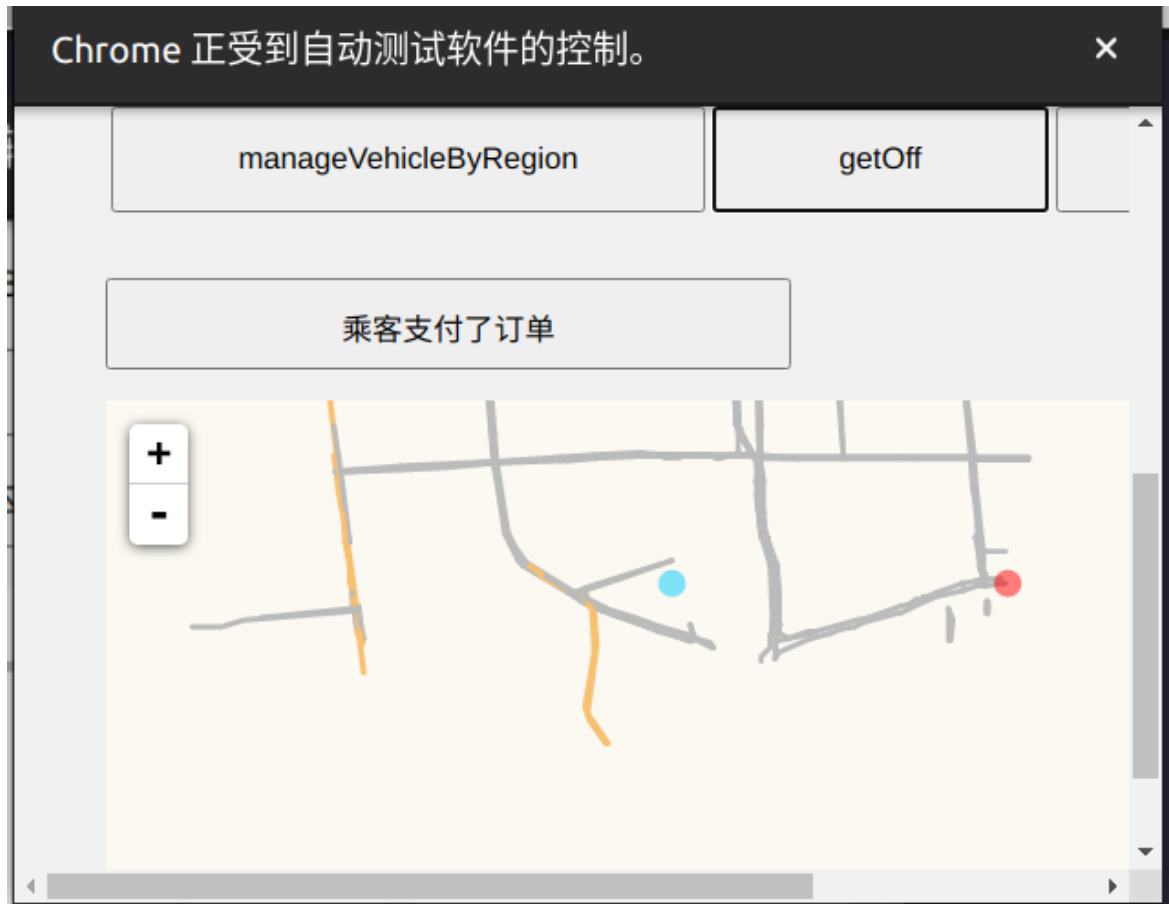 Chrome 正受到自动测试软件的控制。 ×
manageVehicleByRegion getOff
乘客支付了订单
+
-